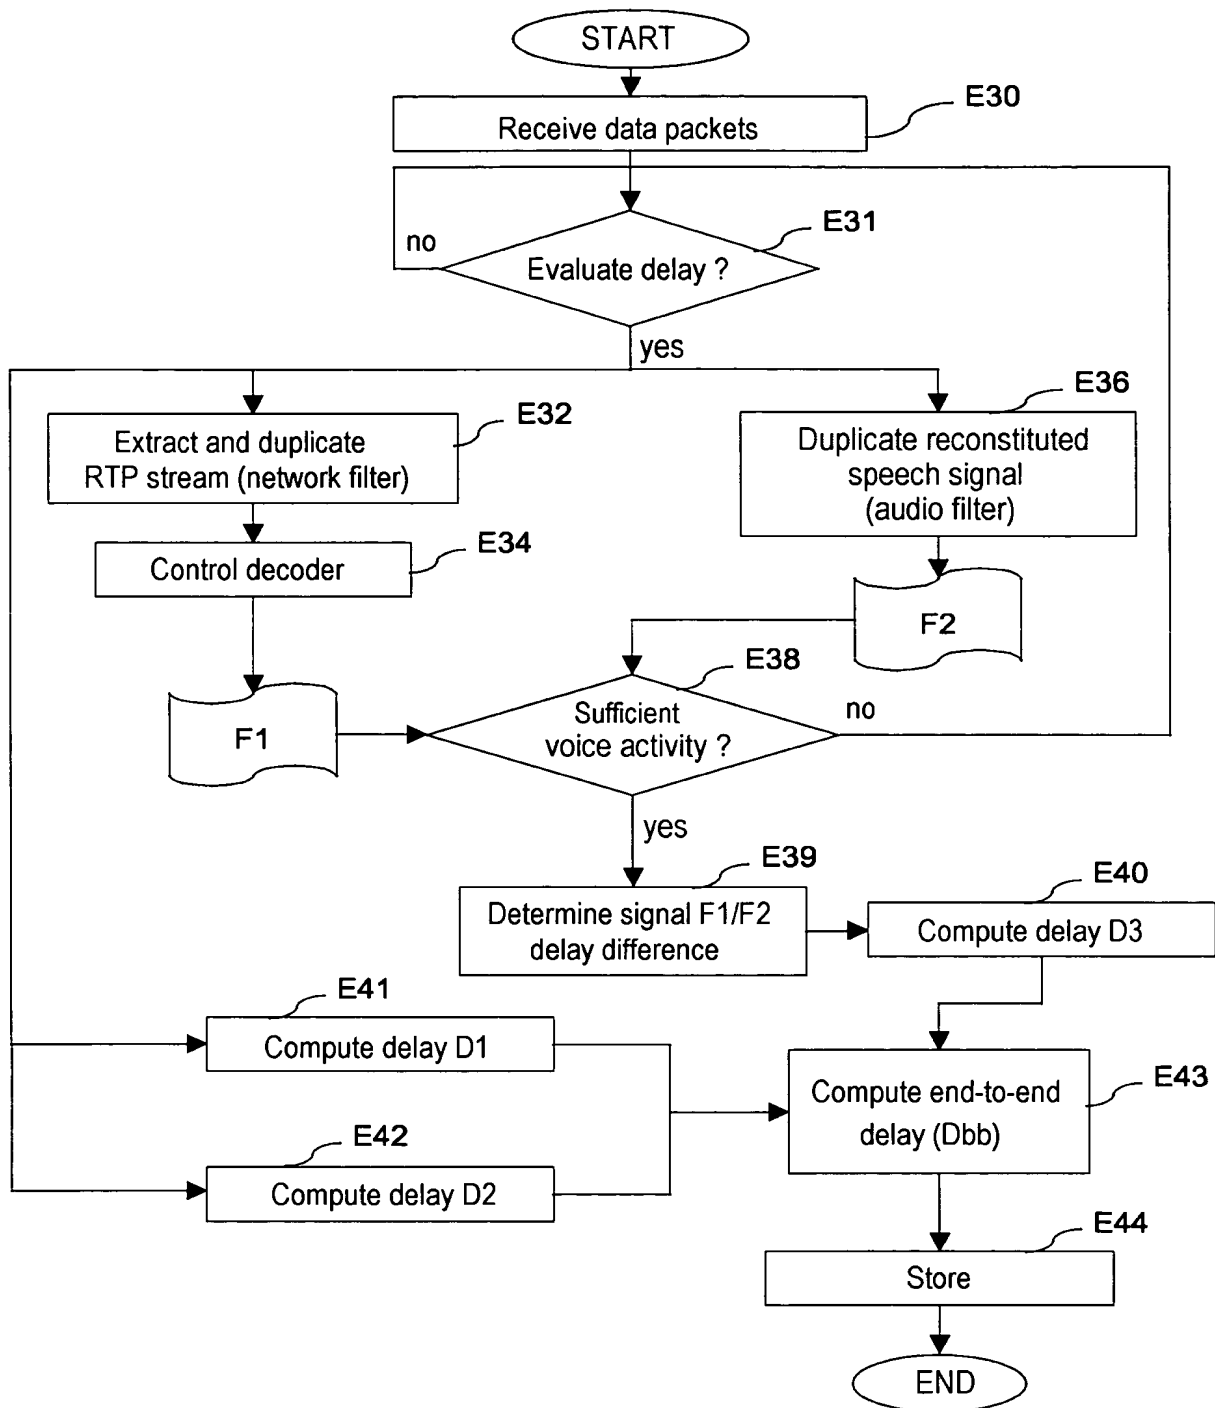 START
E30
Receive data packets
E31
no
Evaluate delay ?
yes
E32
E36
Extract and duplicate
RTP stream (network filter)
Duplicate reconstituted
speech signal
(audio filter)
E34
Control decoder
F2
E38
F1
Sufficient
voice activity ?
no
yes
E39
E40
Determine signal F1/F2
delay difference
Compute delay D3
E41
Compute delay D1
Compute end-to-end
delay (Dbb)
E43
E42
Compute delay D2
E44
Store
END